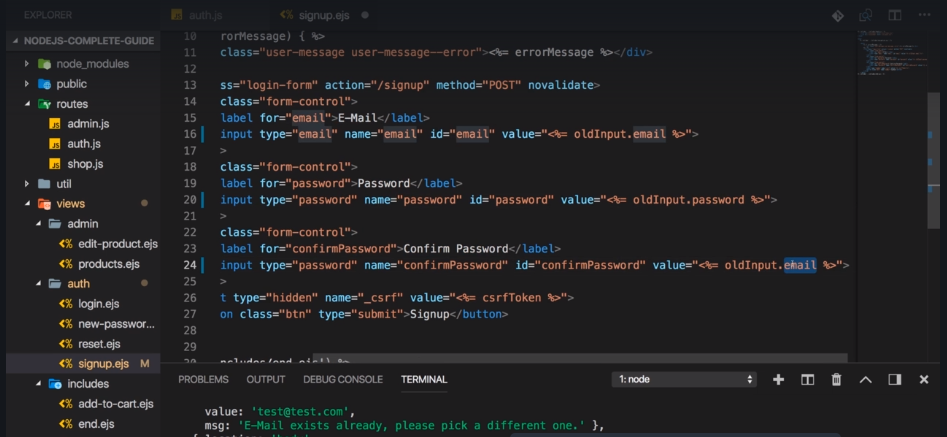 EXPLORER
NODEJS-COMPLETE-GUIDE
node_modules
public
routes
admin.js
auth.js
shop.js
util
views
admin
edit-product.ejs
products.ejs
auth
login.ejs
new-passwor...
reset.ejs
signup.ejs M
includes
add-to-cart.ejs
end.ejs
auth.js signup.ejs
10 rorMessage) { %>
11 class="user-message user-message--error"><%= errorMessage %></div>
12
13 ss="login-form" action="/signup" method="POST" novalidate>
14 class="form-control">
15 label for="email">E-Mail</label>
16 input type="email" name="email" id="email" value="<%= oldInput.email %>">
17 >
18 class="form-control">
19 label for="password">Password</label>
20 input type="password" name="password" id="password" value="<%= oldInput.password %>">
21 >
22 class="form-control">
23 label for="confirmPassword">Confirm Password</label>
24 input type="password" name="confirmPassword" id="confirmPassword" value="<%= oldInput.email %>">
25 >
26 t type="hidden" name="_csrf" value="<%= csrfToken %>">
27 on class="btn" type="submit">Signup</button>
28
29
PROBLEMS OUTPUT DEBUG CONSOLE TERMINAL 1: node
value: 'test@test.com',
msg: 'E-Mail exists already, please pick a different one.' },